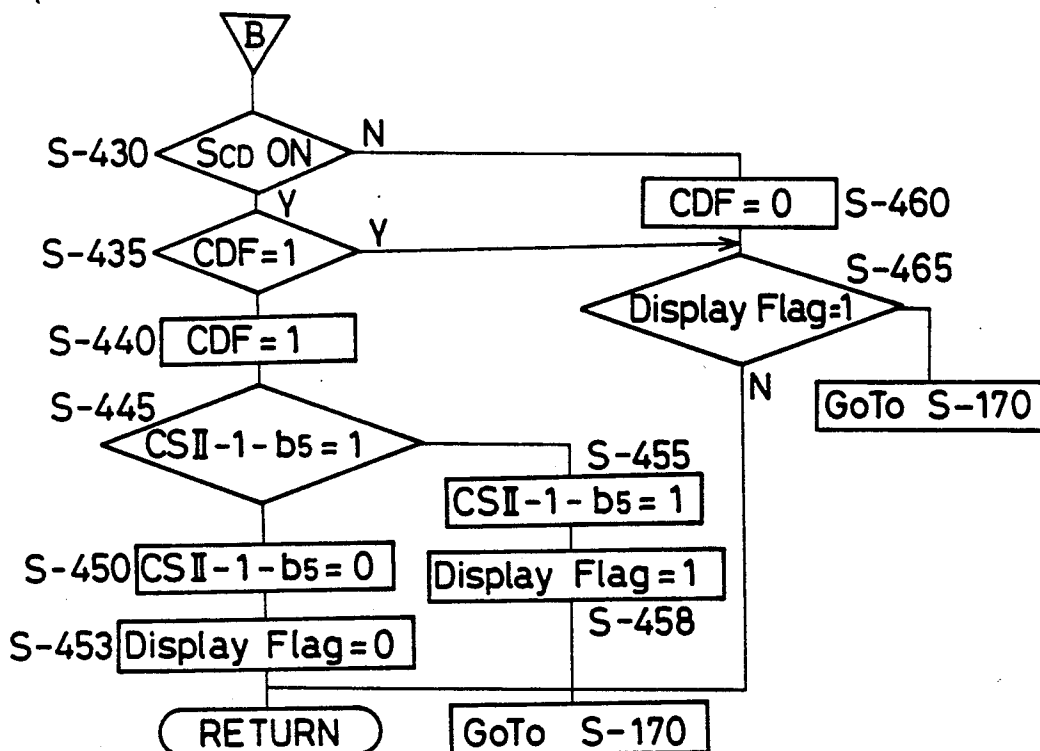 B
S-430
SCD ON
N
Y
CDF = 0
S-460
S-435
CDF=1
Y
S-465
Display Flag=1
S-440
CDF = 1
N
GoTo S-170
S-445
CSⅡ-1-b5= 1
S-455
CSⅡ-1-b5= 1
S-450
CSⅡ-1-b5= 0
Display Flag=1
S-458
S-453
Display Flag=0
RETURN
GoTo S-170